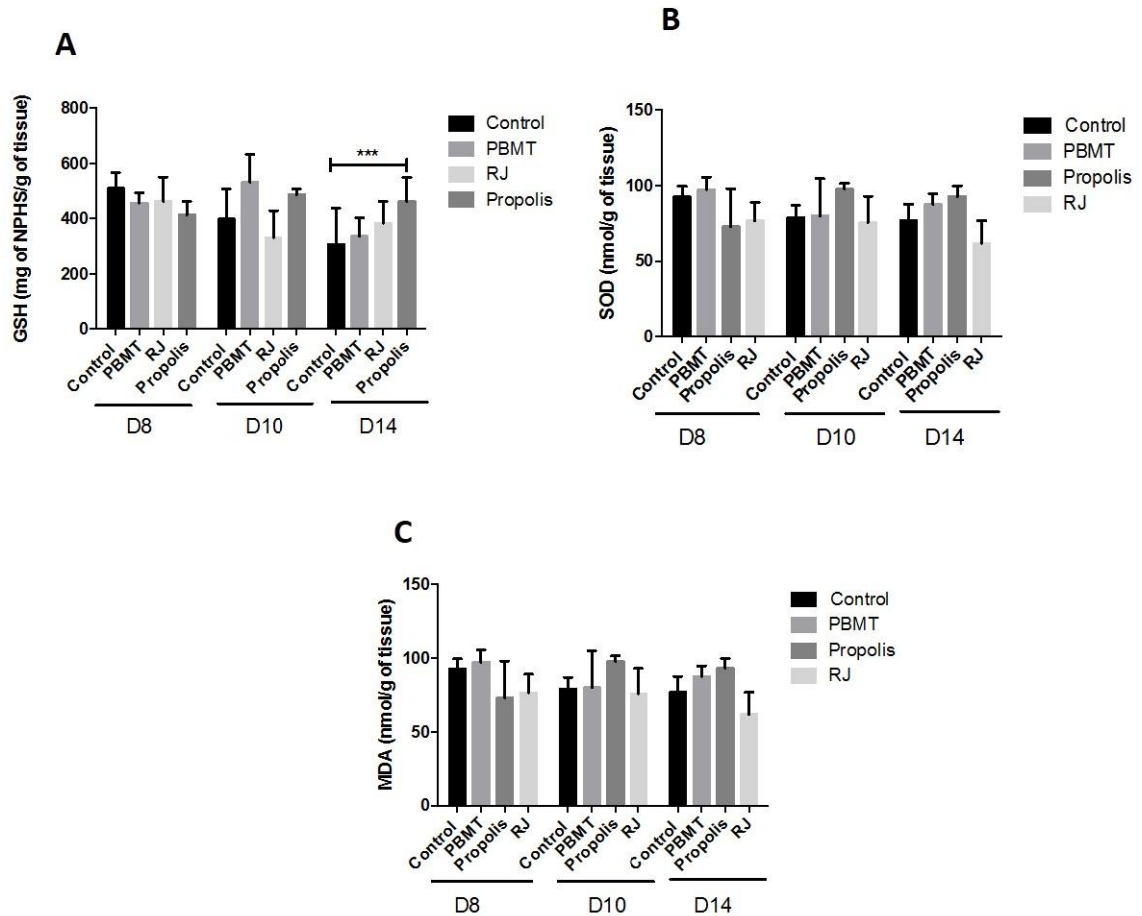 A
GSH (mg of NPHS/g of tissue)
800
600
400
200
0
***
Control
PBMT
RJ
Propolis
Control
PBMT
RJ
Propolis
Control
PBMT
RJ
Propolis
Control
PBMT
RJ
Propolis
D8
D10
D14
B
SOD (nmol/g of tissue)
150
100
50
0
Control
PBMT
Propolis
RJ
Control
PBMT
Propolis
RJ
Control
PBMT
Propolis
RJ
Control
PBMT
Propolis
RJ
D8
D10
D14
C
MDA (nmol/g of tissue)
150
100
50
0
Control
PBMT
Propolis
RJ
Control
PBMT
Propolis
RJ
Control
PBMT
Propolis
RJ
Control
PBMT
Propolis
RJ
D8
D10
D14